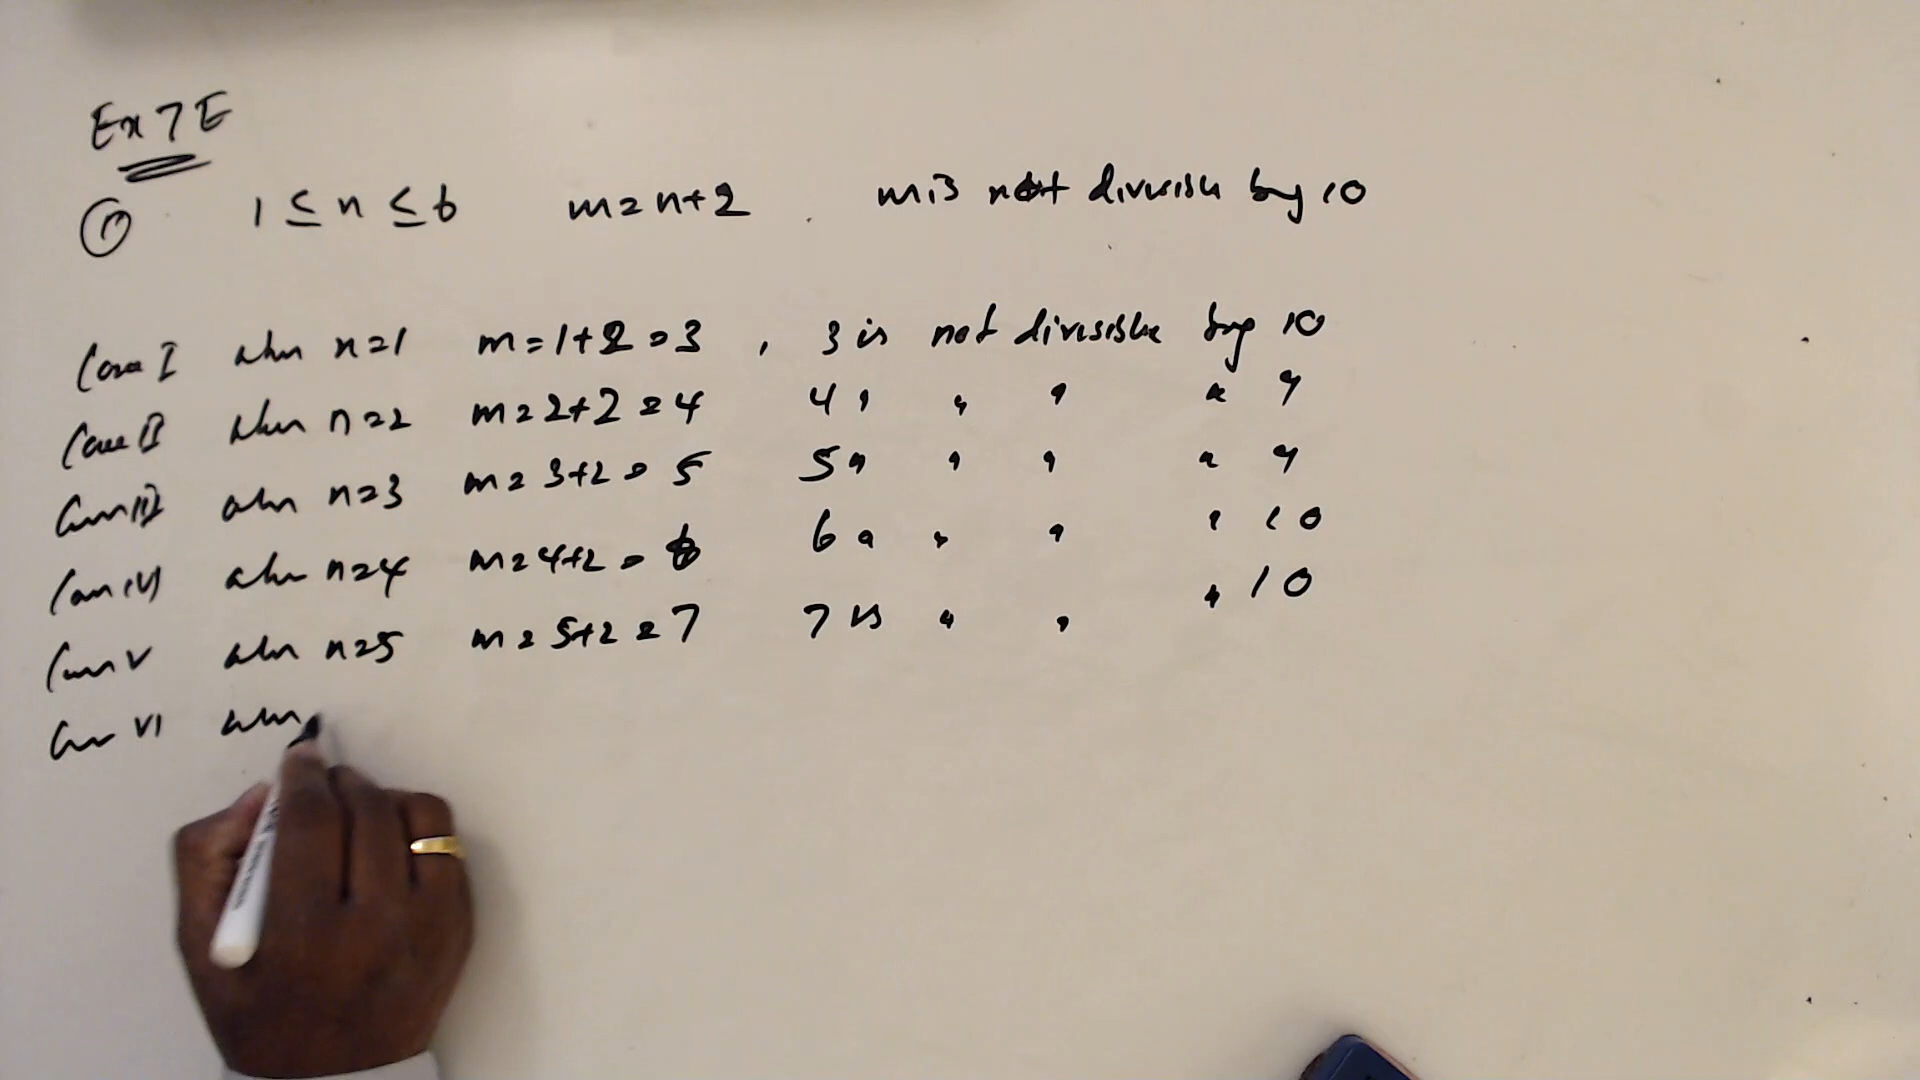 Ex 7E
① 1 ≤ n ≤ 6 m = n+2 . m is not divisible by 10
Case I when n=1 m = 1+2 = 3 , 3 is not divisible by 10
Case II when n=2 m = 2+2 = 4 4 " " " " "
Case III when n=3 m = 3+2 = 5 5 " " " " "
Case IV when n=4 m = 4+2 = 6 6 " " " " 10
Case V when n=5 m = 5+2 = 7 7 is " " " 10
Case VI when